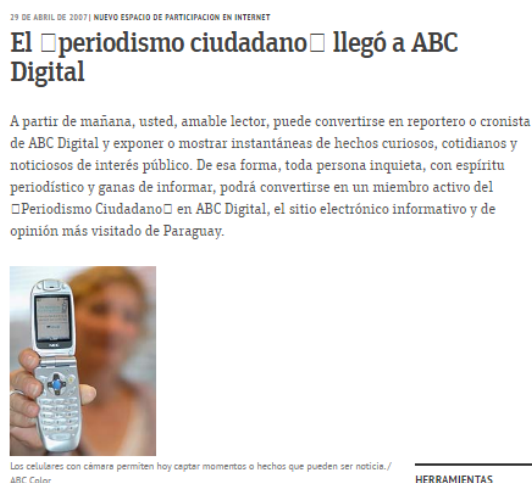 29 DE ABRIL DE 2007| NUEVO ESPACIO DE PARTICIPACION EN INTERNET
El □periodismo ciudadano□ llegó a ABC
Digital
A partir de mañana, usted, amable lector, puede convertirse en reportero o cronista
de ABC Digital y exponer o mostrar instantáneas de hechos curiosos, cotidianos y
noticiosos de interés público. De esa forma, toda persona inquieta, con espíritu
periodístico y ganas de informar, podrá convertirse en un miembro activo del
□Periodismo Ciudadano□ en ABC Digital, el sitio electrónico informativo y de
opinión más visitado de Paraguay.
Los celulares con cámara permiten hoy captar momentos o hechos que pueden ser noticia./
ABC Color
HERRAMIENTAS